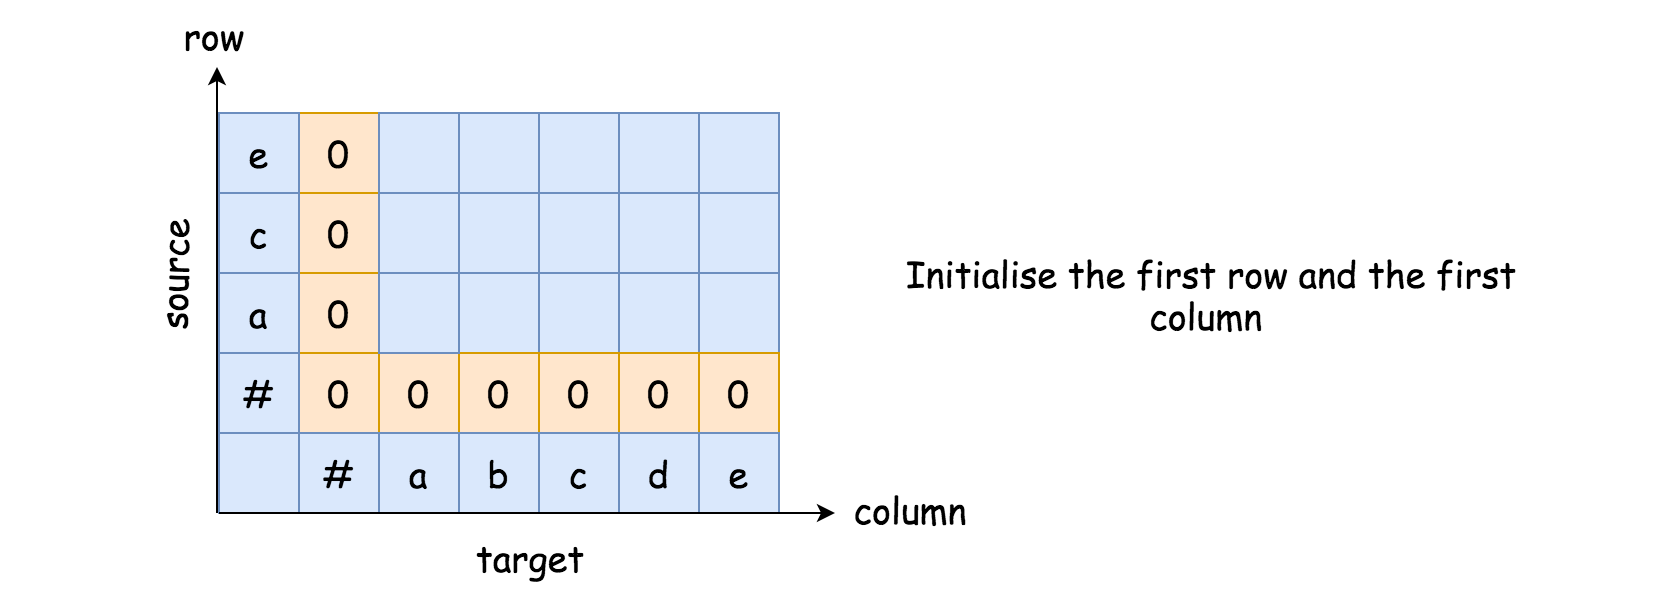 row
source
e 0
c 0
a 0
# 0 0 0 0 0 0
# a b c d e
column
target
Initialise the first row and the first
column